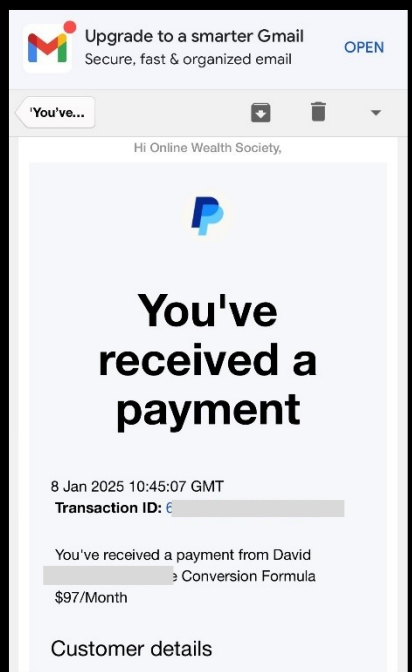 Upgrade to a smarter Gmail
Secure, fast & organized email
OPEN
'You've...
Hi Online Wealth Society,
You've
received a
payment
8 Jan 2025 10:45:07 GMT
Transaction ID: 6
You've received a payment from David
e Conversion Formula
$97/Month
Customer details